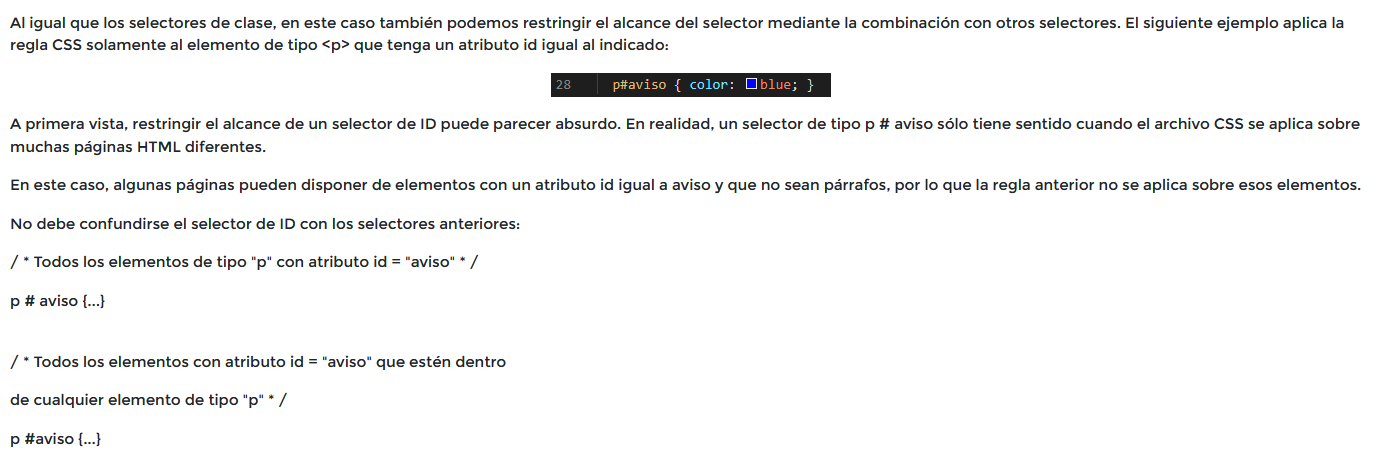 Al igual que los selectores de clase, en este caso también podemos restringir el alcance del selector mediante la combinación con otros selectores. El siguiente ejemplo aplica la
regla CSS solamente al elemento de tipo <p> que tenga un atributo id igual al indicado:
28 p#aviso { color: blue; }
A primera vista, restringir el alcance de un selector de ID puede parecer absurdo. En realidad, un selector de tipo p # aviso sólo tiene sentido cuando el archivo CSS se aplica sobre
muchas páginas HTML diferentes.
En este caso, algunas páginas pueden disponer de elementos con un atributo id igual a aviso y que no sean párrafos, por lo que la regla anterior no se aplica sobre esos elementos.
No debe confundirse el selector de ID con los selectores anteriores:
/ * Todos los elementos de tipo "p" con atributo id = "aviso" * /
p # aviso {...}
/ * Todos los elementos con atributo id = "aviso" que estén dentro
de cualquier elemento de tipo "p" * /
p #aviso {...}